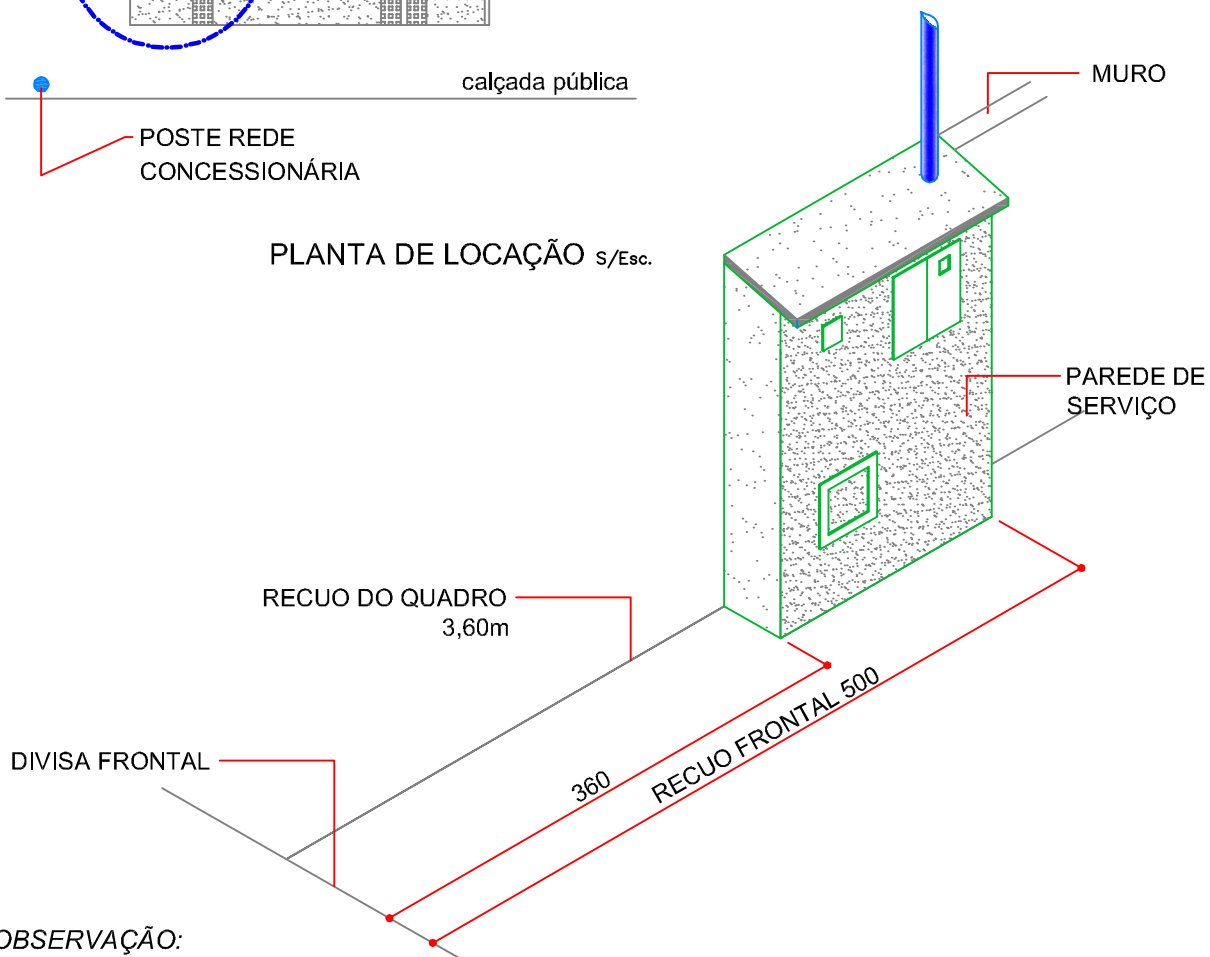 calçada pública
MURO
POSTE REDE
CONCESSIONÁRIA
PLANTA DE LOCAÇÃO S/Esc.
PAREDE DE
SERVIÇO
RECUO DO QUADRO
3,60m
DIVISA FRONTAL
360
RECUO FRONTAL 500
OBSERVAÇÃO: